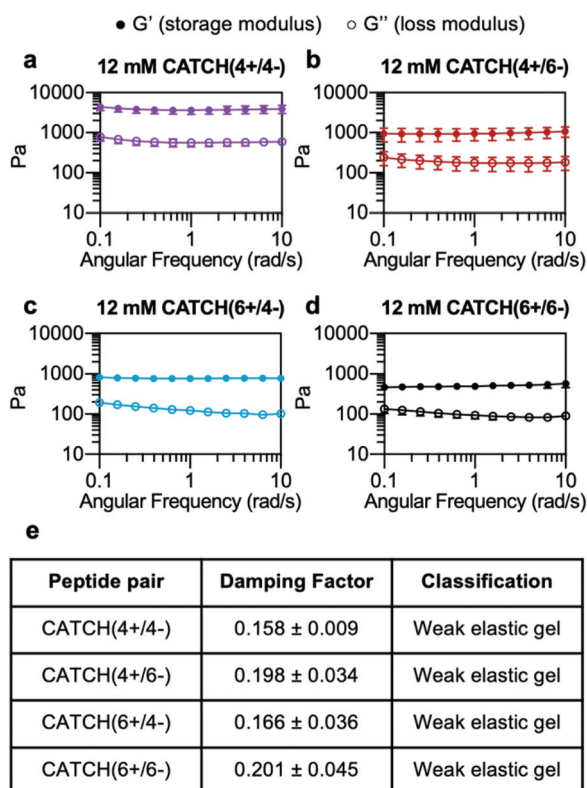 ● G' (storage modulus) ○ G'' (loss modulus)
a 12 mM CATCH(4+/4-)
10000
1000
100
10
Pa
0.1 1 10
Angular Frequency (rad/s)
b 12 mM CATCH(4+/6-)
10000
1000
100
10
Pa
0.1 1 10
Angular Frequency (rad/s)
c 12 mM CATCH(6+/4-)
10000
1000
100
10
Pa
0.1 1 10
Angular Frequency (rad/s)
d 12 mM CATCH(6+/6-)
10000
1000
100
10
Pa
0.1 1 10
Angular Frequency (rad/s)
e
Peptide pair Damping Factor Classification
CATCH(4+/4-) 0.158 ± 0.009 Weak elastic gel
CATCH(4+/6-) 0.198 ± 0.034 Weak elastic gel
CATCH(6+/4-) 0.166 ± 0.036 Weak elastic gel
CATCH(6+/6-) 0.201 ± 0.045 Weak elastic gel